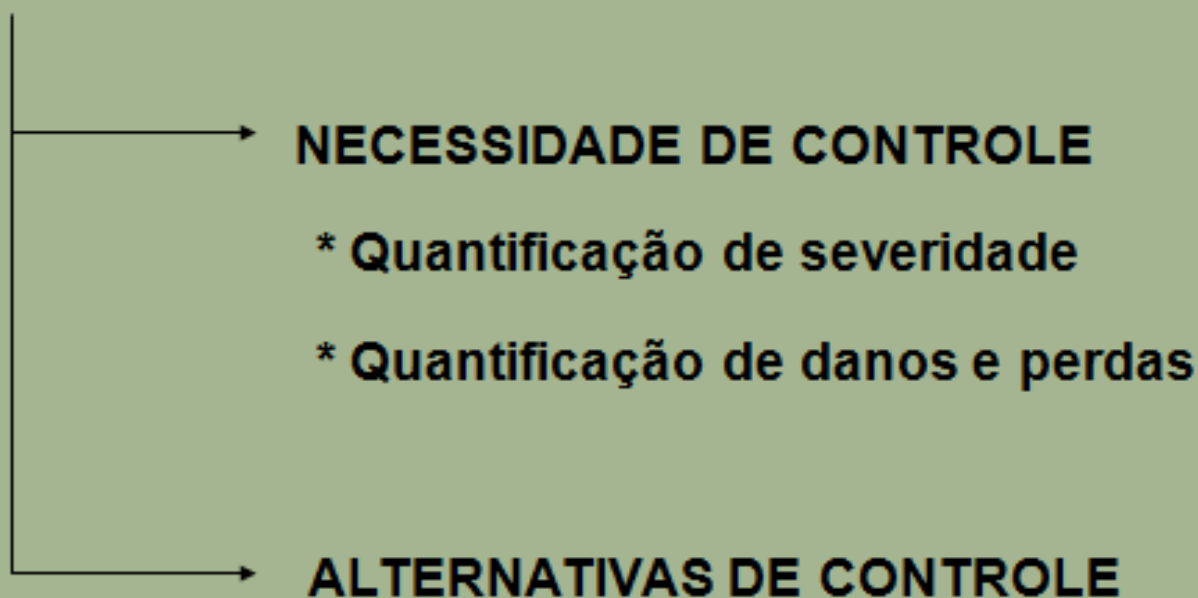 NECESSIDADE DE CONTROLE
* Quantificação de severidade
* Quantificação de danos e perdas
ALTERNATIVAS DE CONTROLE